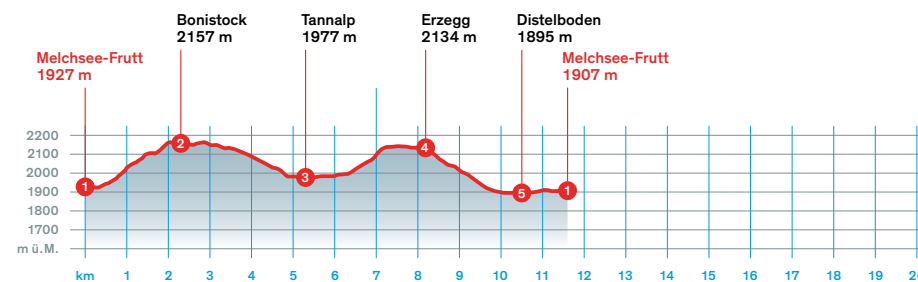 Bonistock
2157 m
Tannalp
1977 m
Erzegg
2134 m
Distelboden
1895 m
Melchsee-Frutt
1927 m
Melchsee-Frutt
1907 m
2200
2100
2000
1900
1800
1700
m ü.M.
1
2
3
4
5
1
km 1 2 3 4 5 6 7 8 9 10 11 12 13 14 15 16 17 18 19